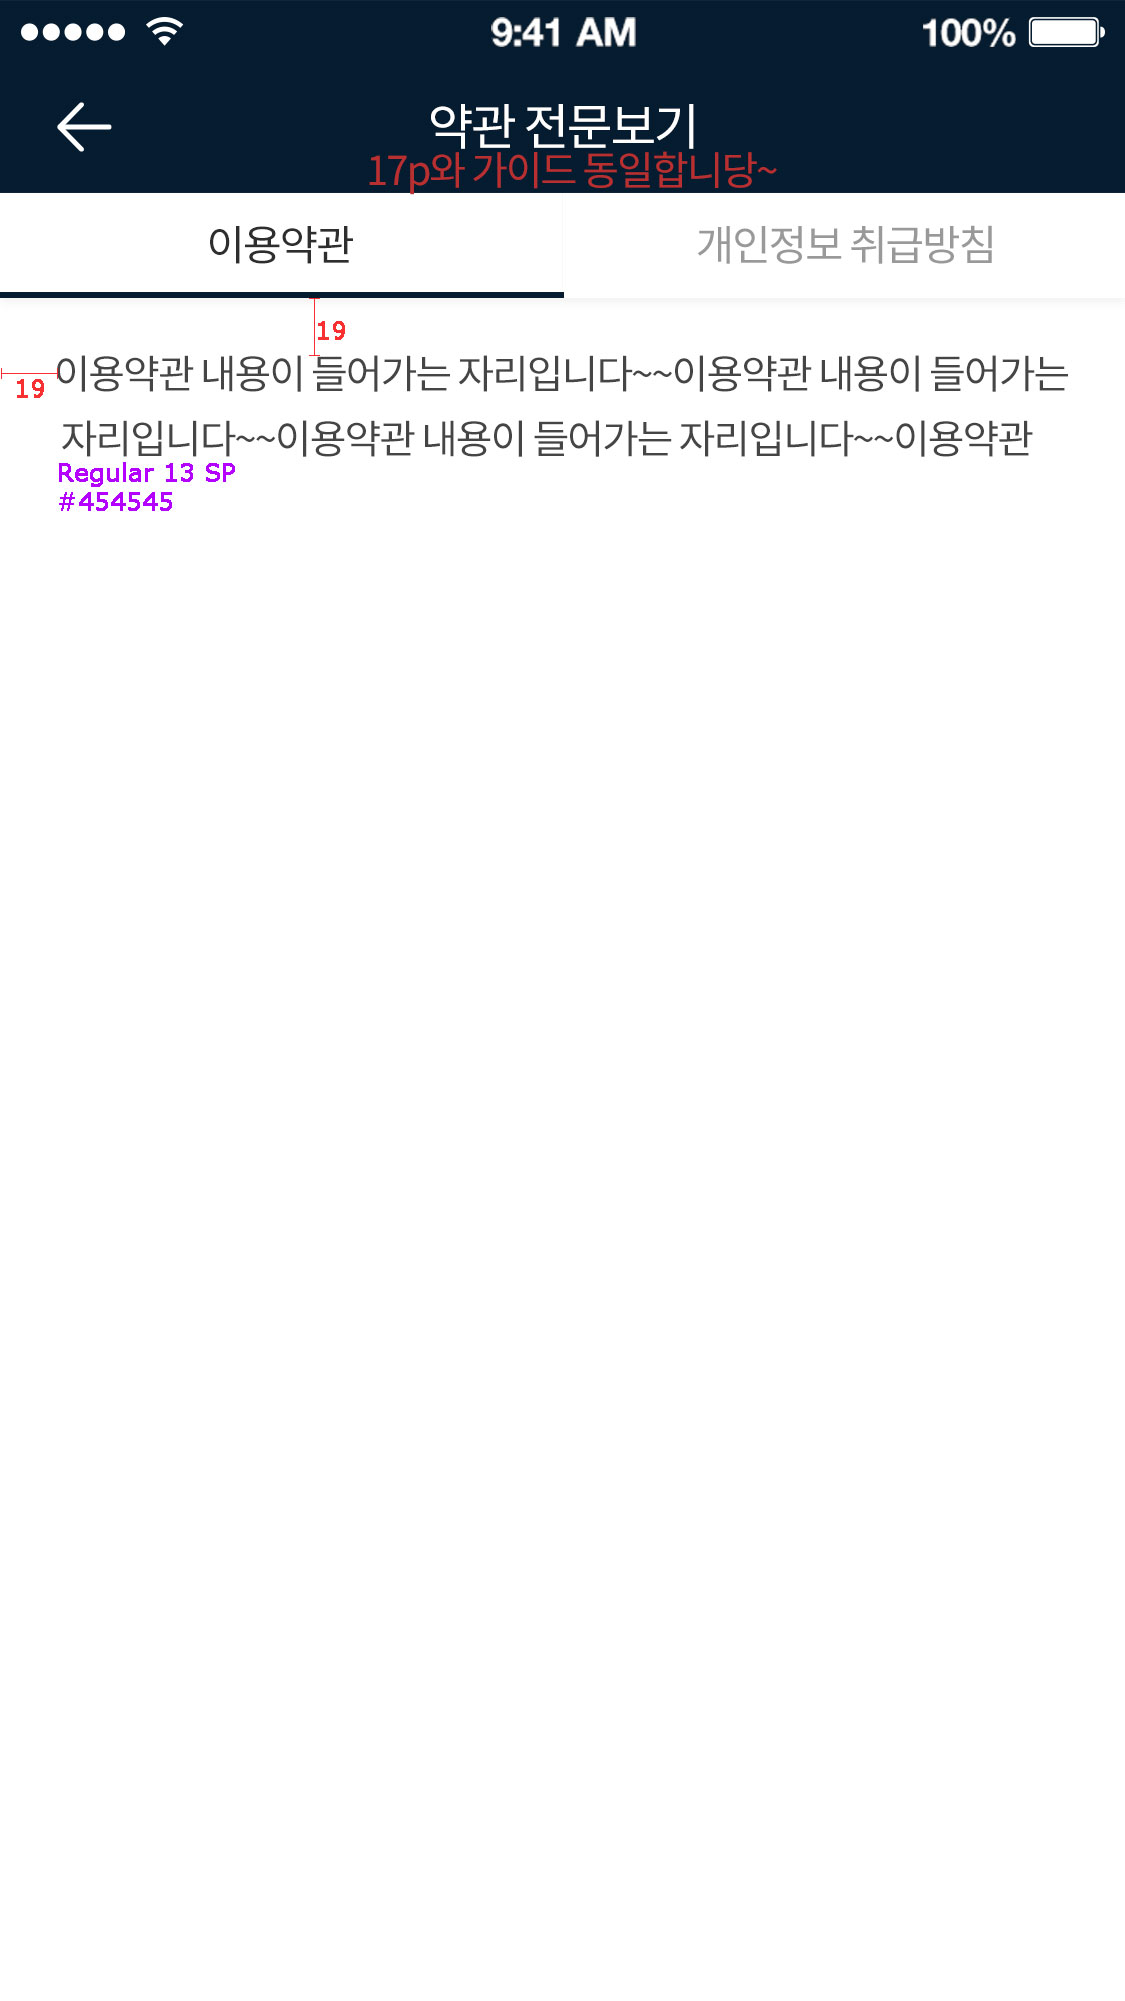 9:41 AM 100%
약관 전문보기
17p와 가이드 동일합니당~
이용약관 개인정보 취급방침
19
이용약관 내용이 들어가는 자리입니다~~이용약관 내용이 들어가는
19
자리입니다~~이용약관 내용이 들어가는 자리입니다~~이용약관
Regular 13 SP
#454545